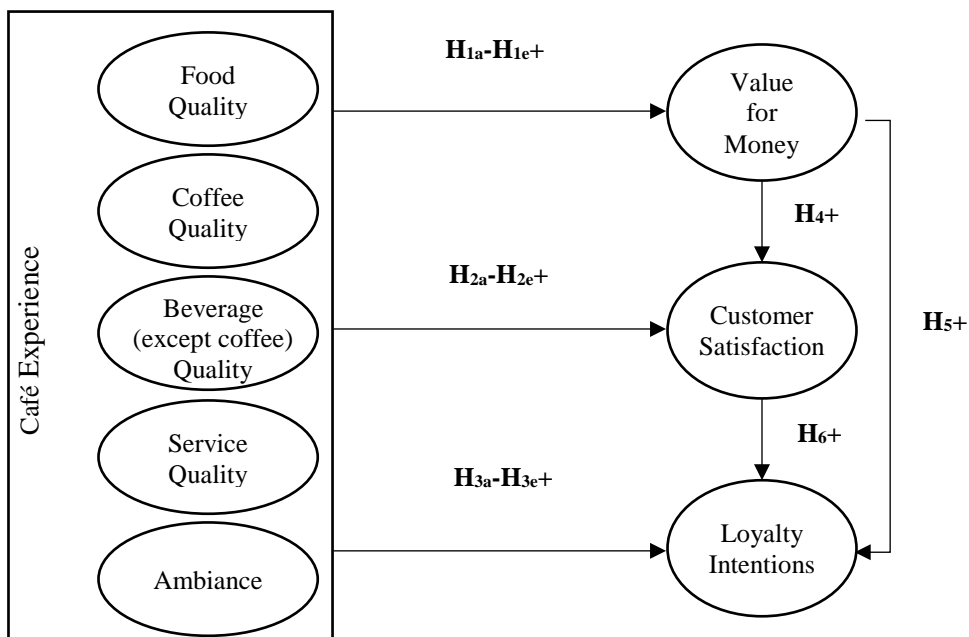 Café Experience
Food
Quality
Coffee
Quality
Beverage
(except coffee)
Quality
Service
Quality
Ambiance
H1a-H1e+
H2a-H2e+
H3a-H3e+
Value
for
Money
H4+
Customer
Satisfaction
H5+
H6+
Loyalty
Intentions